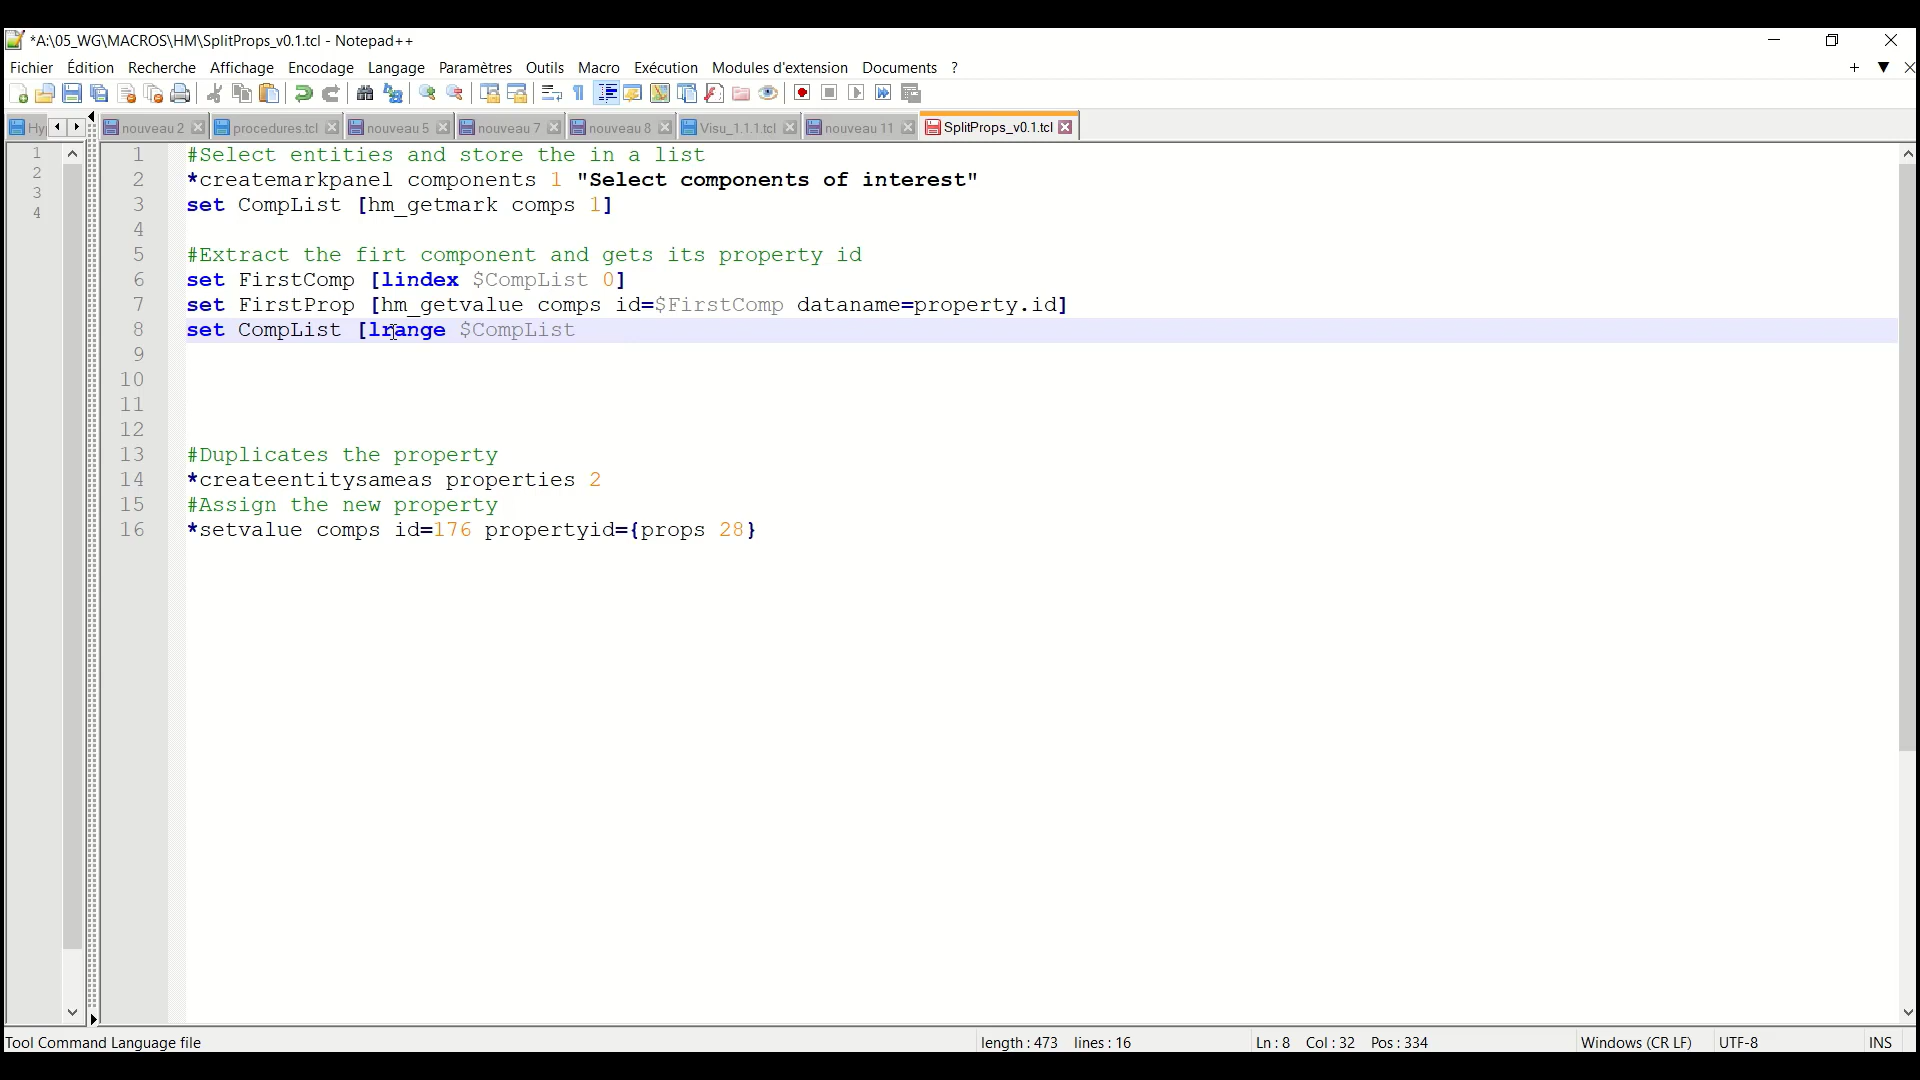 *A:\05_WG\MACROS\HM\SplitProps_v0.1.tcl - Notepad++
Fichier Édition Recherche Affichage Encodage Langage Paramètres Outils Macro Exécution Modules d'extension Documents ?
Hy nouveau 2 procedures.tcl nouveau 5 nouveau 7 nouveau 8 Visu_1.1.1.tcl nouveau 11 SplitProps_v0.1.tcl
1
2
3
4
1 #Select entities and store the in a list
2 *createmarkpanel components 1 "Select components of interest"
3 set CompList [hm_getmark comps 1]
4
5 #Extract the firt component and gets its property id
6 set FirstComp [lindex $CompList 0]
7 set FirstProp [hm_getvalue comps id=$FirstComp dataname=property.id]
8 set CompList [lrange $CompList
9
10
11
12
13 #Duplicates the property
14 *createentitysameas properties 2
15 #Assign the new property
16 *setvalue comps id=176 propertyid={props 28}
Tool Command Language file length : 473 lines : 16 Ln : 8 Col : 32 Pos : 334 Windows (CR LF) UTF-8 INS